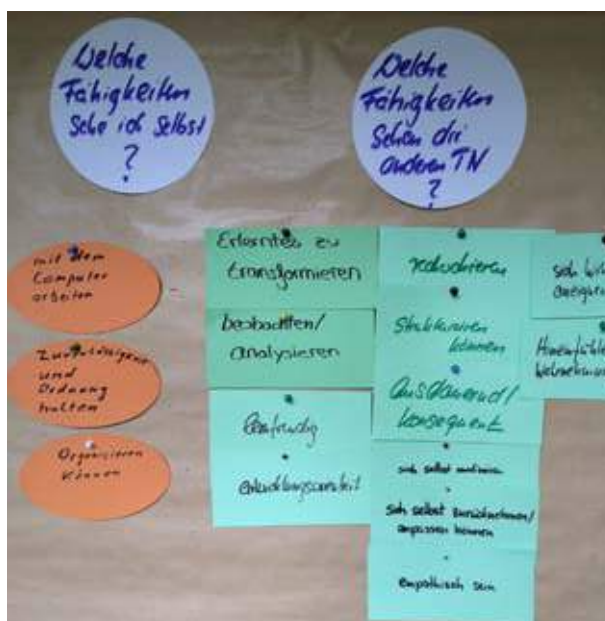 Welche
Fähigkeiten
Sehe ich selbst
?
Welche
Fähigkeiten
Sehen die
anderen TN
?
mit dem
Computer
arbeiten
Zuverlässigkeit
und
Ordnung
halten
Organisieren
können
Erlerntes zu
transformieren
beobachten/
analysieren
lernfreudig
reduzieren
Strukturieren
können
Ausdauernd/
konsequent
sich selbst
sich selbst zurücknehmen/
anpassen können
empathisch sein
sich